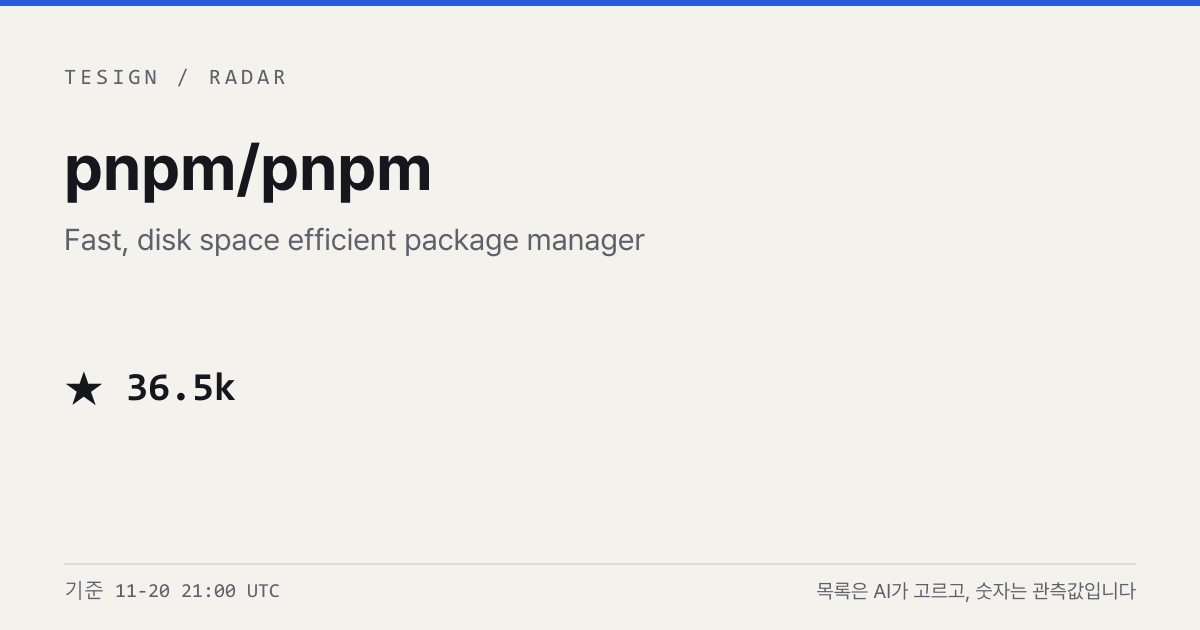 TESIGN / RADAR
pnpm/pnpm
Fast, disk space efficient package manager
★ 36.5k
기준 11-20 21:00 UTC
목록은 AI가 고르고, 숫자는 관측값입니다